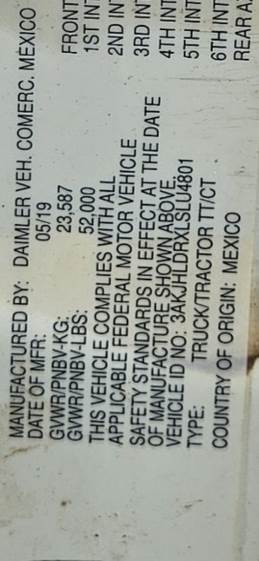 MANUFACTURED BY: DAIMLER VEH. COMERC. MEXICO
DATE OF MFR: 05/19
GVWR/PNBV-KG: 23,587
GVWR/PNBV-LBS: 52,000
THIS VEHICLE COMPLIES WITH ALL
APPLICABLE FEDERAL MOTOR VEHICLE
SAFETY STANDARDS IN EFFECT AT THE DATE
OF MANUFACTURE SHOWN ABOVE.
VEHICLE ID NO: 3AKJHLDRXLSLU4801
TYPE: TRUCK/TRACTOR TT/CT
COUNTRY OF ORIGIN: MEXICO
FRONT
1ST INT
2ND INT
3RD INT
4TH INT
5TH INT
6TH INT
REAR A